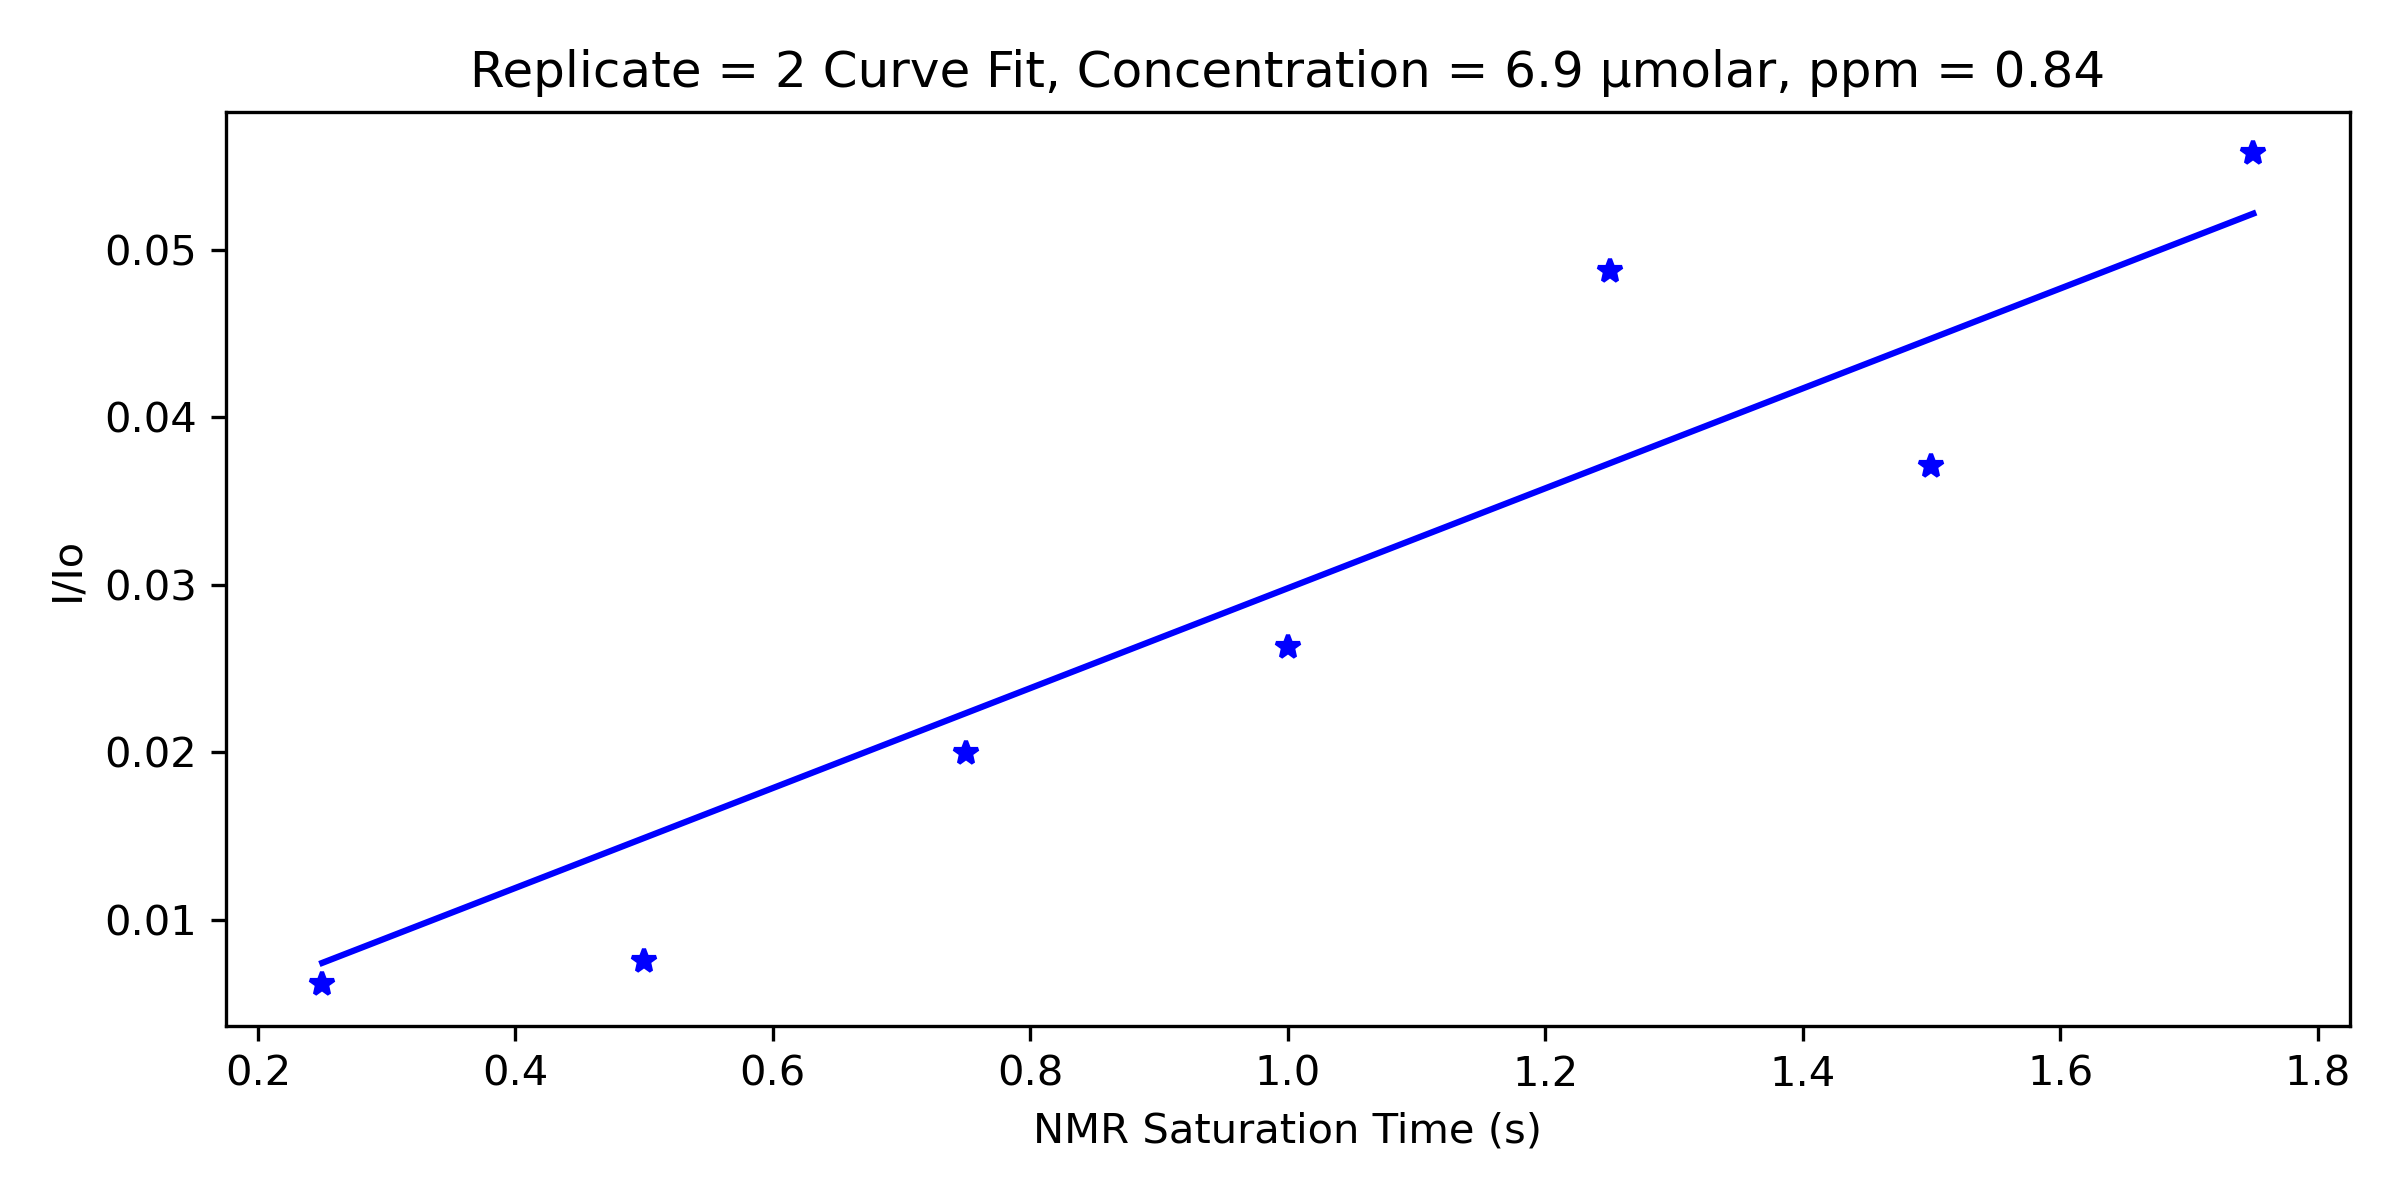 Replicate = 2 Curve Fit, Concentration = 6.9 µmolar, ppm = 0.84
0.05
0.04
0.03
0.02
0.01
I/Io
0.2 0.4 0.6 0.8 1.0 1.2 1.4 1.6 1.8
NMR Saturation Time (s)